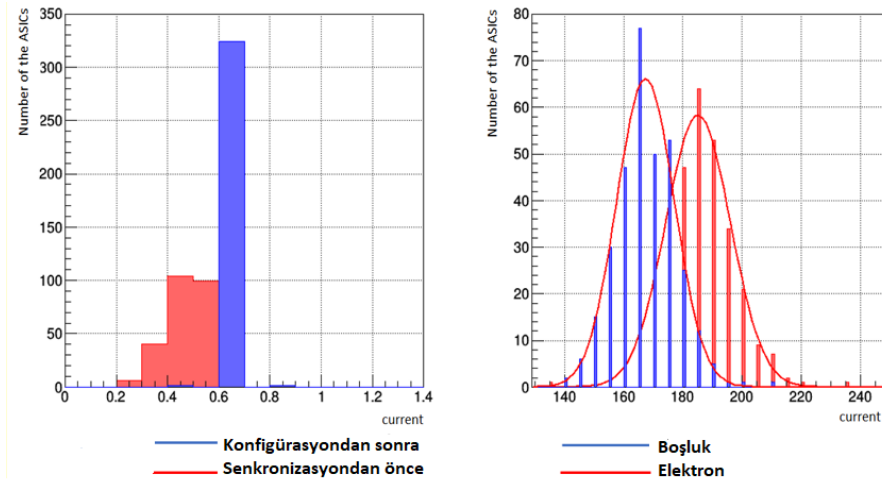 Number of the ASICs
350
300
250
200
150
100
50
0
0 0.2 0.4 0.6 0.8 1 1.2 1.4
current
Konfigürasyondan sonra
Senkronizasyondan önce
Number of the ASICs
80
70
60
50
40
30
20
10
0
140 160 180 200 220 240
current
Boşluk
Elektron